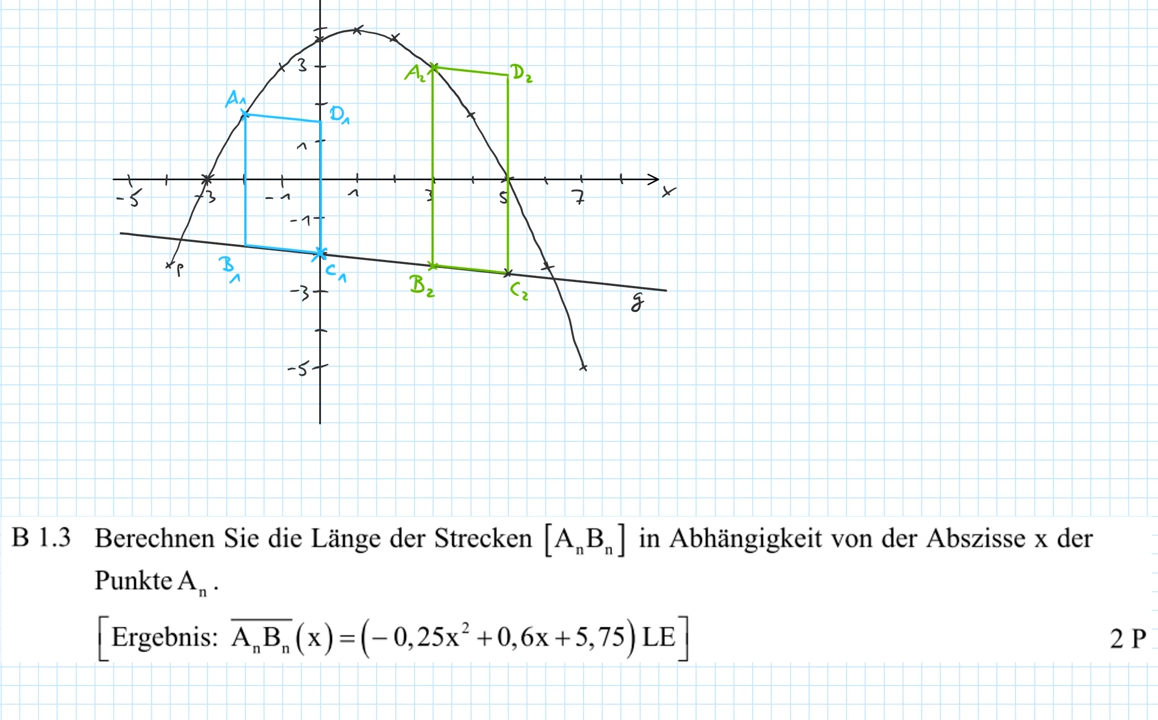 A₁
D₁
A₂
D₂
3
1
-5
-3
-1
1
3
5
7
x
-1
p
B₁
C₁
B₂
C₂
g
-3
-5
B 1.3 Berechnen Sie die Länge der Strecken [AₙBₙ] in Abhängigkeit von der Abszisse x der
Punkte Aₙ.
[Ergebnis: A̅ₙB̅ₙ(x) = (−0,25x² + 0,6x + 5,75) LE] 2 P